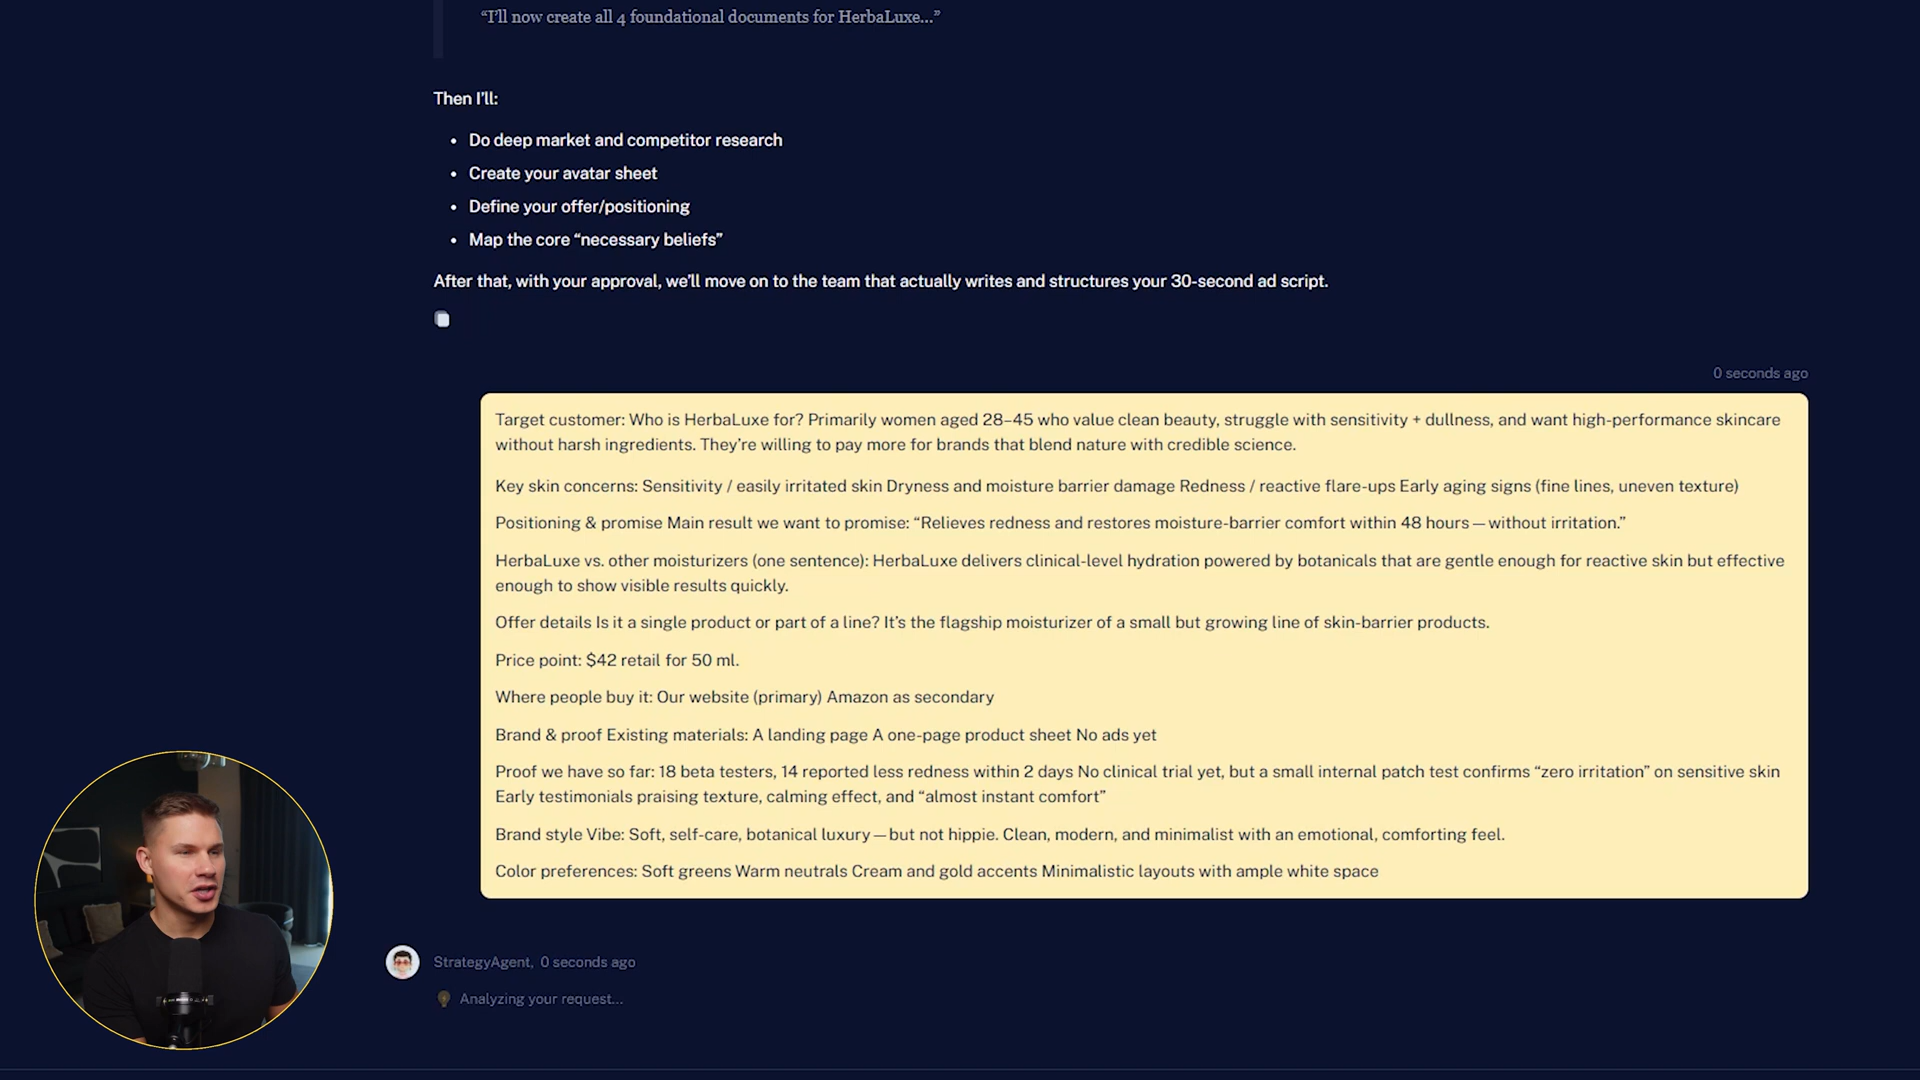 “I’ll now create all 4 foundational documents for HerbaLuxe...”
Then I’ll:
• Do deep market and competitor research
• Create your avatar sheet
• Define your offer/positioning
• Map the core “necessary beliefs”
After that, with your approval, we’ll move on to the team that actually writes and structures your 30-second ad script.
0 seconds ago
Target customer: Who is HerbaLuxe for? Primarily women aged 28–45 who value clean beauty, struggle with sensitivity + dullness, and want high-performance skincare
without harsh ingredients. They’re willing to pay more for brands that blend nature with credible science.
Key skin concerns: Sensitivity / easily irritated skin Dryness and moisture barrier damage Redness / reactive flare-ups Early aging signs (fine lines, uneven texture)
Positioning & promise Main result we want to promise: “Relieves redness and restores moisture-barrier comfort within 48 hours — without irritation.”
HerbaLuxe vs. other moisturizers (one sentence): HerbaLuxe delivers clinical-level hydration powered by botanicals that are gentle enough for reactive skin but effective
enough to show visible results quickly.
Offer details Is it a single product or part of a line? It’s the flagship moisturizer of a small but growing line of skin-barrier products.
Price point: $42 retail for 50 ml.
Where people buy it: Our website (primary) Amazon as secondary
Brand & proof Existing materials: A landing page A one-page product sheet No ads yet
Proof we have so far: 18 beta testers, 14 reported less redness within 2 days No clinical trial yet, but a small internal patch test confirms “zero irritation” on sensitive skin
Early testimonials praising texture, calming effect, and “almost instant comfort”
Brand style Vibe: Soft, self-care, botanical luxury — but not hippie. Clean, modern, and minimalist with an emotional, comforting feel.
Color preferences: Soft greens Warm neutrals Cream and gold accents Minimalistic layouts with ample white space
StrategyAgent, 0 seconds ago
Analyzing your request...